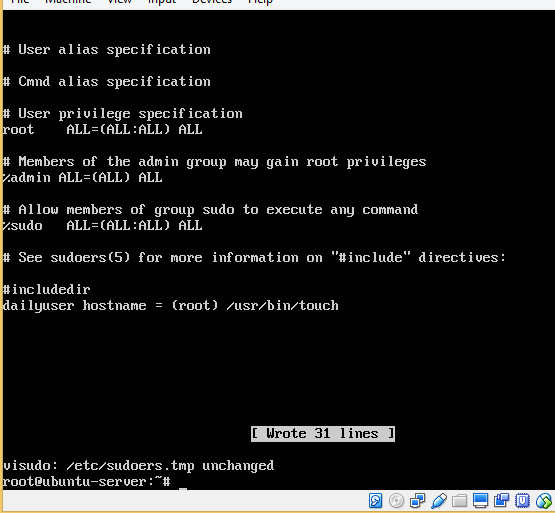 File Machine View Input Devices Help
# User alias specification
# Cmnd alias specification
# User privilege specification
root ALL=(ALL:ALL) ALL
# Members of the admin group may gain root privileges
%admin ALL=(ALL) ALL
# Allow members of group sudo to execute any command
%sudo ALL=(ALL:ALL) ALL
# See sudoers(5) for more information on "#include" directives:
#includedir
dailyuser hostname = (root) /usr/bin/touch
[ Wrote 31 lines ]
visudo: /etc/sudoers.tmp unchanged
root@ubuntu-server:~# _